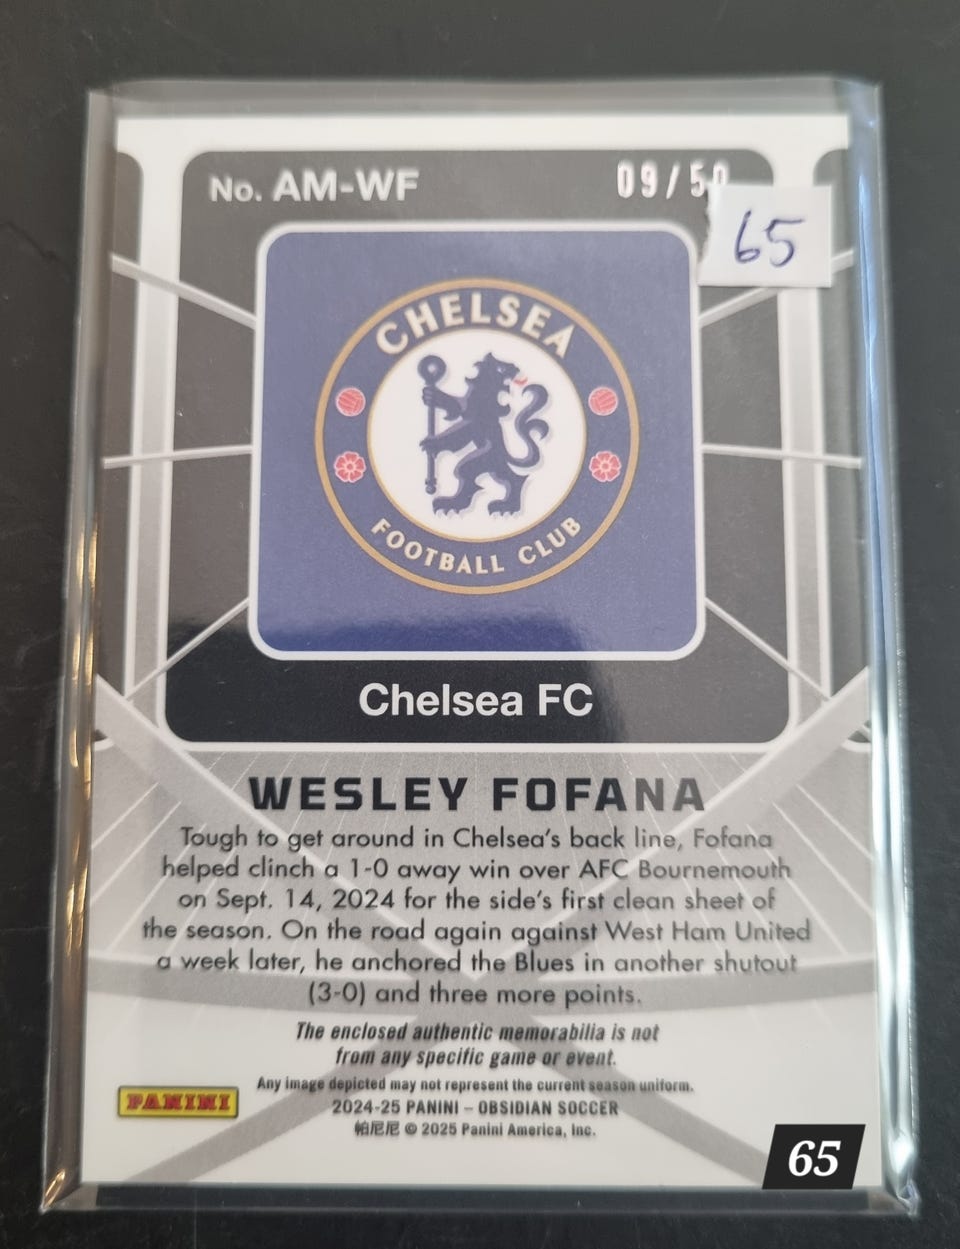 No. AM-WF
09/50
65
CHELSEA
FOOTBALL CLUB
Chelsea FC
WESLEY FOFANA
Tough to get around in Chelsea's back line, Fofana
helped clinch a 1-0 away win over AFC Bournemouth
on Sept. 14, 2024 for the side's first clean sheet of
the season. On the road again against West Ham United
a week later, he anchored the Blues in another shutout
(3-0) and three more points.
The enclosed authentic memorabilia is not
from any specific game or event.
Any image depicted may not represent the current season uniform.
PANINI
2024-25 PANINI – OBSIDIAN SOCCER
帕尼尼 © 2025 Panini America, Inc.
65